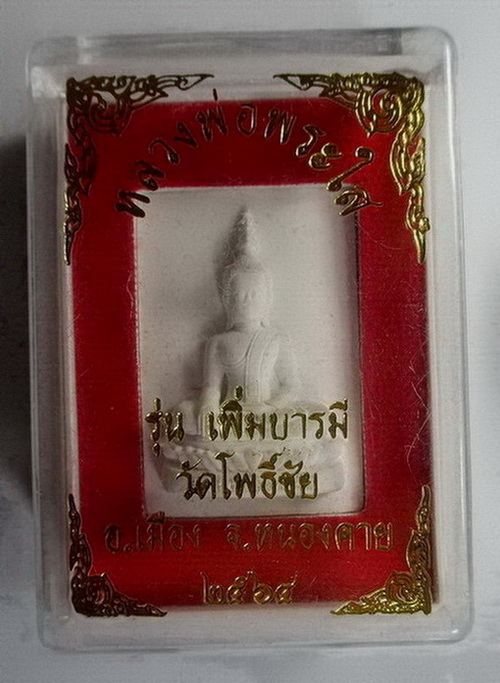 หลวงพ่อพระใส
รุ่น เพิ่มบารมี
วัดโพธิ์ชัย
อ.เมือง จ.หนองคาย
๒๕๖๔